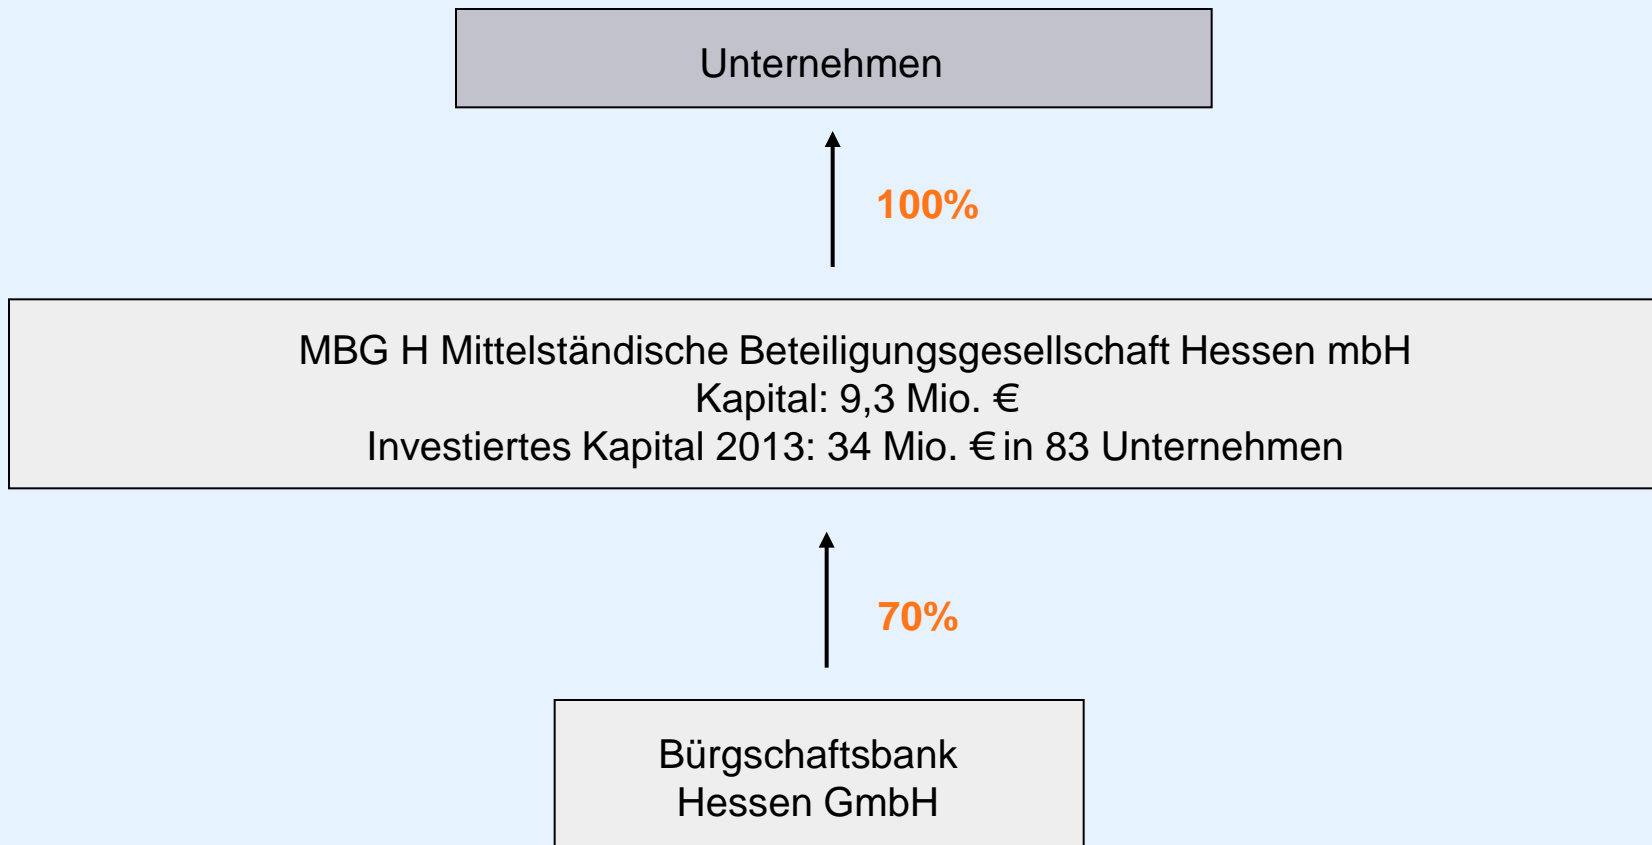 Unternehmen
100%
MBG H Mittelständische Beteiligungsgesellschaft Hessen mbH
Kapital: 9,3 Mio. €
Investiertes Kapital 2013: 34 Mio. € in 83 Unternehmen
70%
Bürgschaftsbank
Hessen GmbH